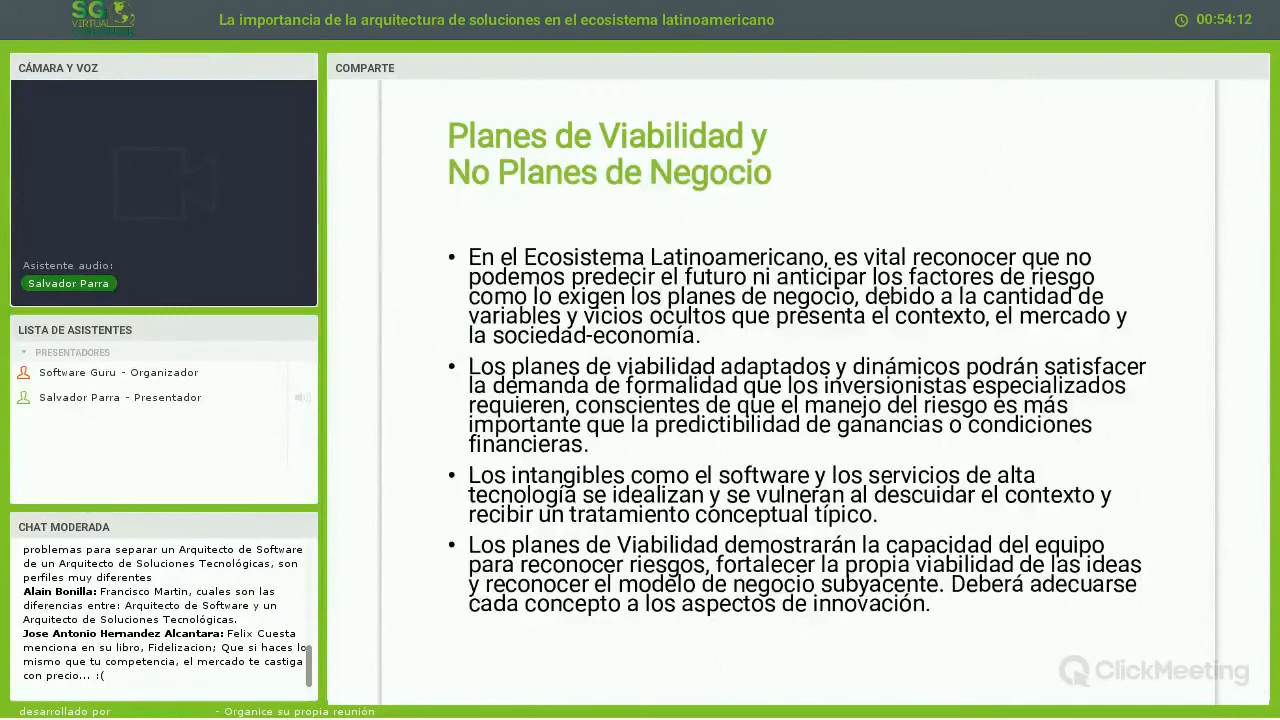 SG
VIRTUAL
La importancia de la arquitectura de soluciones en el ecosistema latinoamericano
00:54:12
CÁMARA Y VOZ
Asistente audio:
Salvador Parra
LISTA DE ASISTENTES
PRESENTADORES
Software Guru - Organizador
Salvador Parra - Presentador
CHAT MODERADA
problemas para separar un Arquitecto de Software
de un Arquitecto de Soluciones Tecnológicas, son
perfiles muy diferentes
Alain Bonilla: Francisco Martin, cuales son las
diferencias entre: Arquitecto de Software y un
Arquitecto de Soluciones Tecnológicas.
Jose Antonio Hernandez Alcantara: Felix Cuesta
menciona en su libro, Fidelizacion; Que si haces lo
mismo que tu competencia, el mercado te castiga
con precio... :(
COMPARTE
Planes de Viabilidad y
No Planes de Negocio
• En el Ecosistema Latinoamericano, es vital reconocer que no
podemos predecir el futuro ni anticipar los factores de riesgo
como lo exigen los planes de negocio, debido a la cantidad de
variables y vicios ocultos que presenta el contexto, el mercado y
la sociedad-economía.
• Los planes de viabilidad adaptados y dinámicos podrán satisfacer
la demanda de formalidad que los inversionistas especializados
requieren, conscientes de que el manejo del riesgo es más
importante que la predictibilidad de ganancias o condiciones
financieras.
• Los intangibles como el software y los servicios de alta
tecnología se idealizan y se vulneran al descuidar el contexto y
recibir un tratamiento conceptual típico.
• Los planes de Viabilidad demostrarán la capacidad del equipo
para reconocer riesgos, fortalecer la propia viabilidad de las ideas
y reconocer el modelo de negocio subyacente. Deberá adecuarse
cada concepto a los aspectos de innovación.
ClickMeeting
desarrollado por - Organice su propia reunión